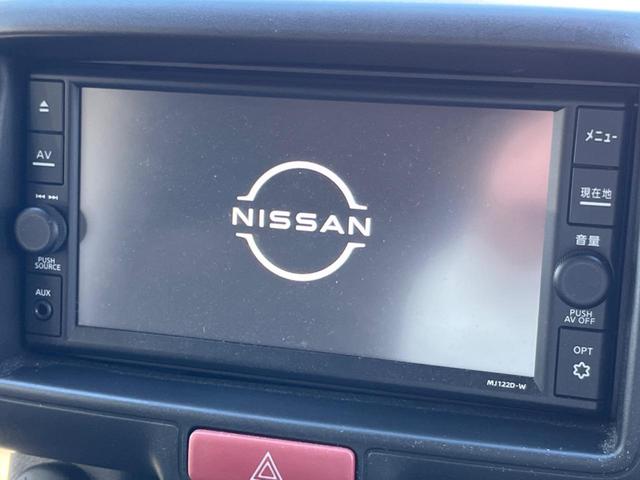 AV
PUSH
SOURCE
AUX
NISSAN
メニュー
現在地
音量
PUSH
AV OFF
OPT
MJ122D-W